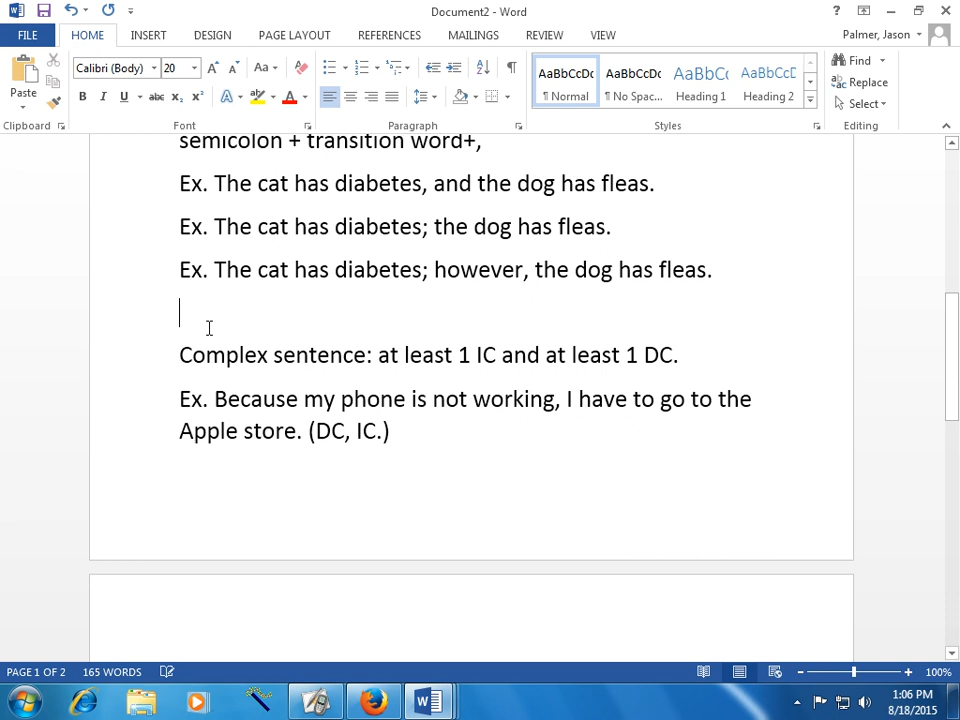 Document2 - Word
FILE HOME INSERT DESIGN PAGE LAYOUT REFERENCES MAILINGS REVIEW VIEW Palmer, Jason
Paste
Calibri (Body) 20 Aa
B I U abc X₂ X² A A
AaBbCcDc AaBbCcDc AaBbCc AaBbCcDc
¶ Normal ¶ No Spac... Heading 1 Heading 2
Find
Replace
Select
Clipboard Font Paragraph Styles Editing
semicolon + transition word+,
Ex. The cat has diabetes, and the dog has fleas.
Ex. The cat has diabetes; the dog has fleas.
Ex. The cat has diabetes; however, the dog has fleas.
Complex sentence: at least 1 IC and at least 1 DC.
Ex. Because my phone is not working, I have to go to the
Apple store. (DC, IC.)
PAGE 1 OF 2 165 WORDS 100%
1:06 PM
8/18/2015